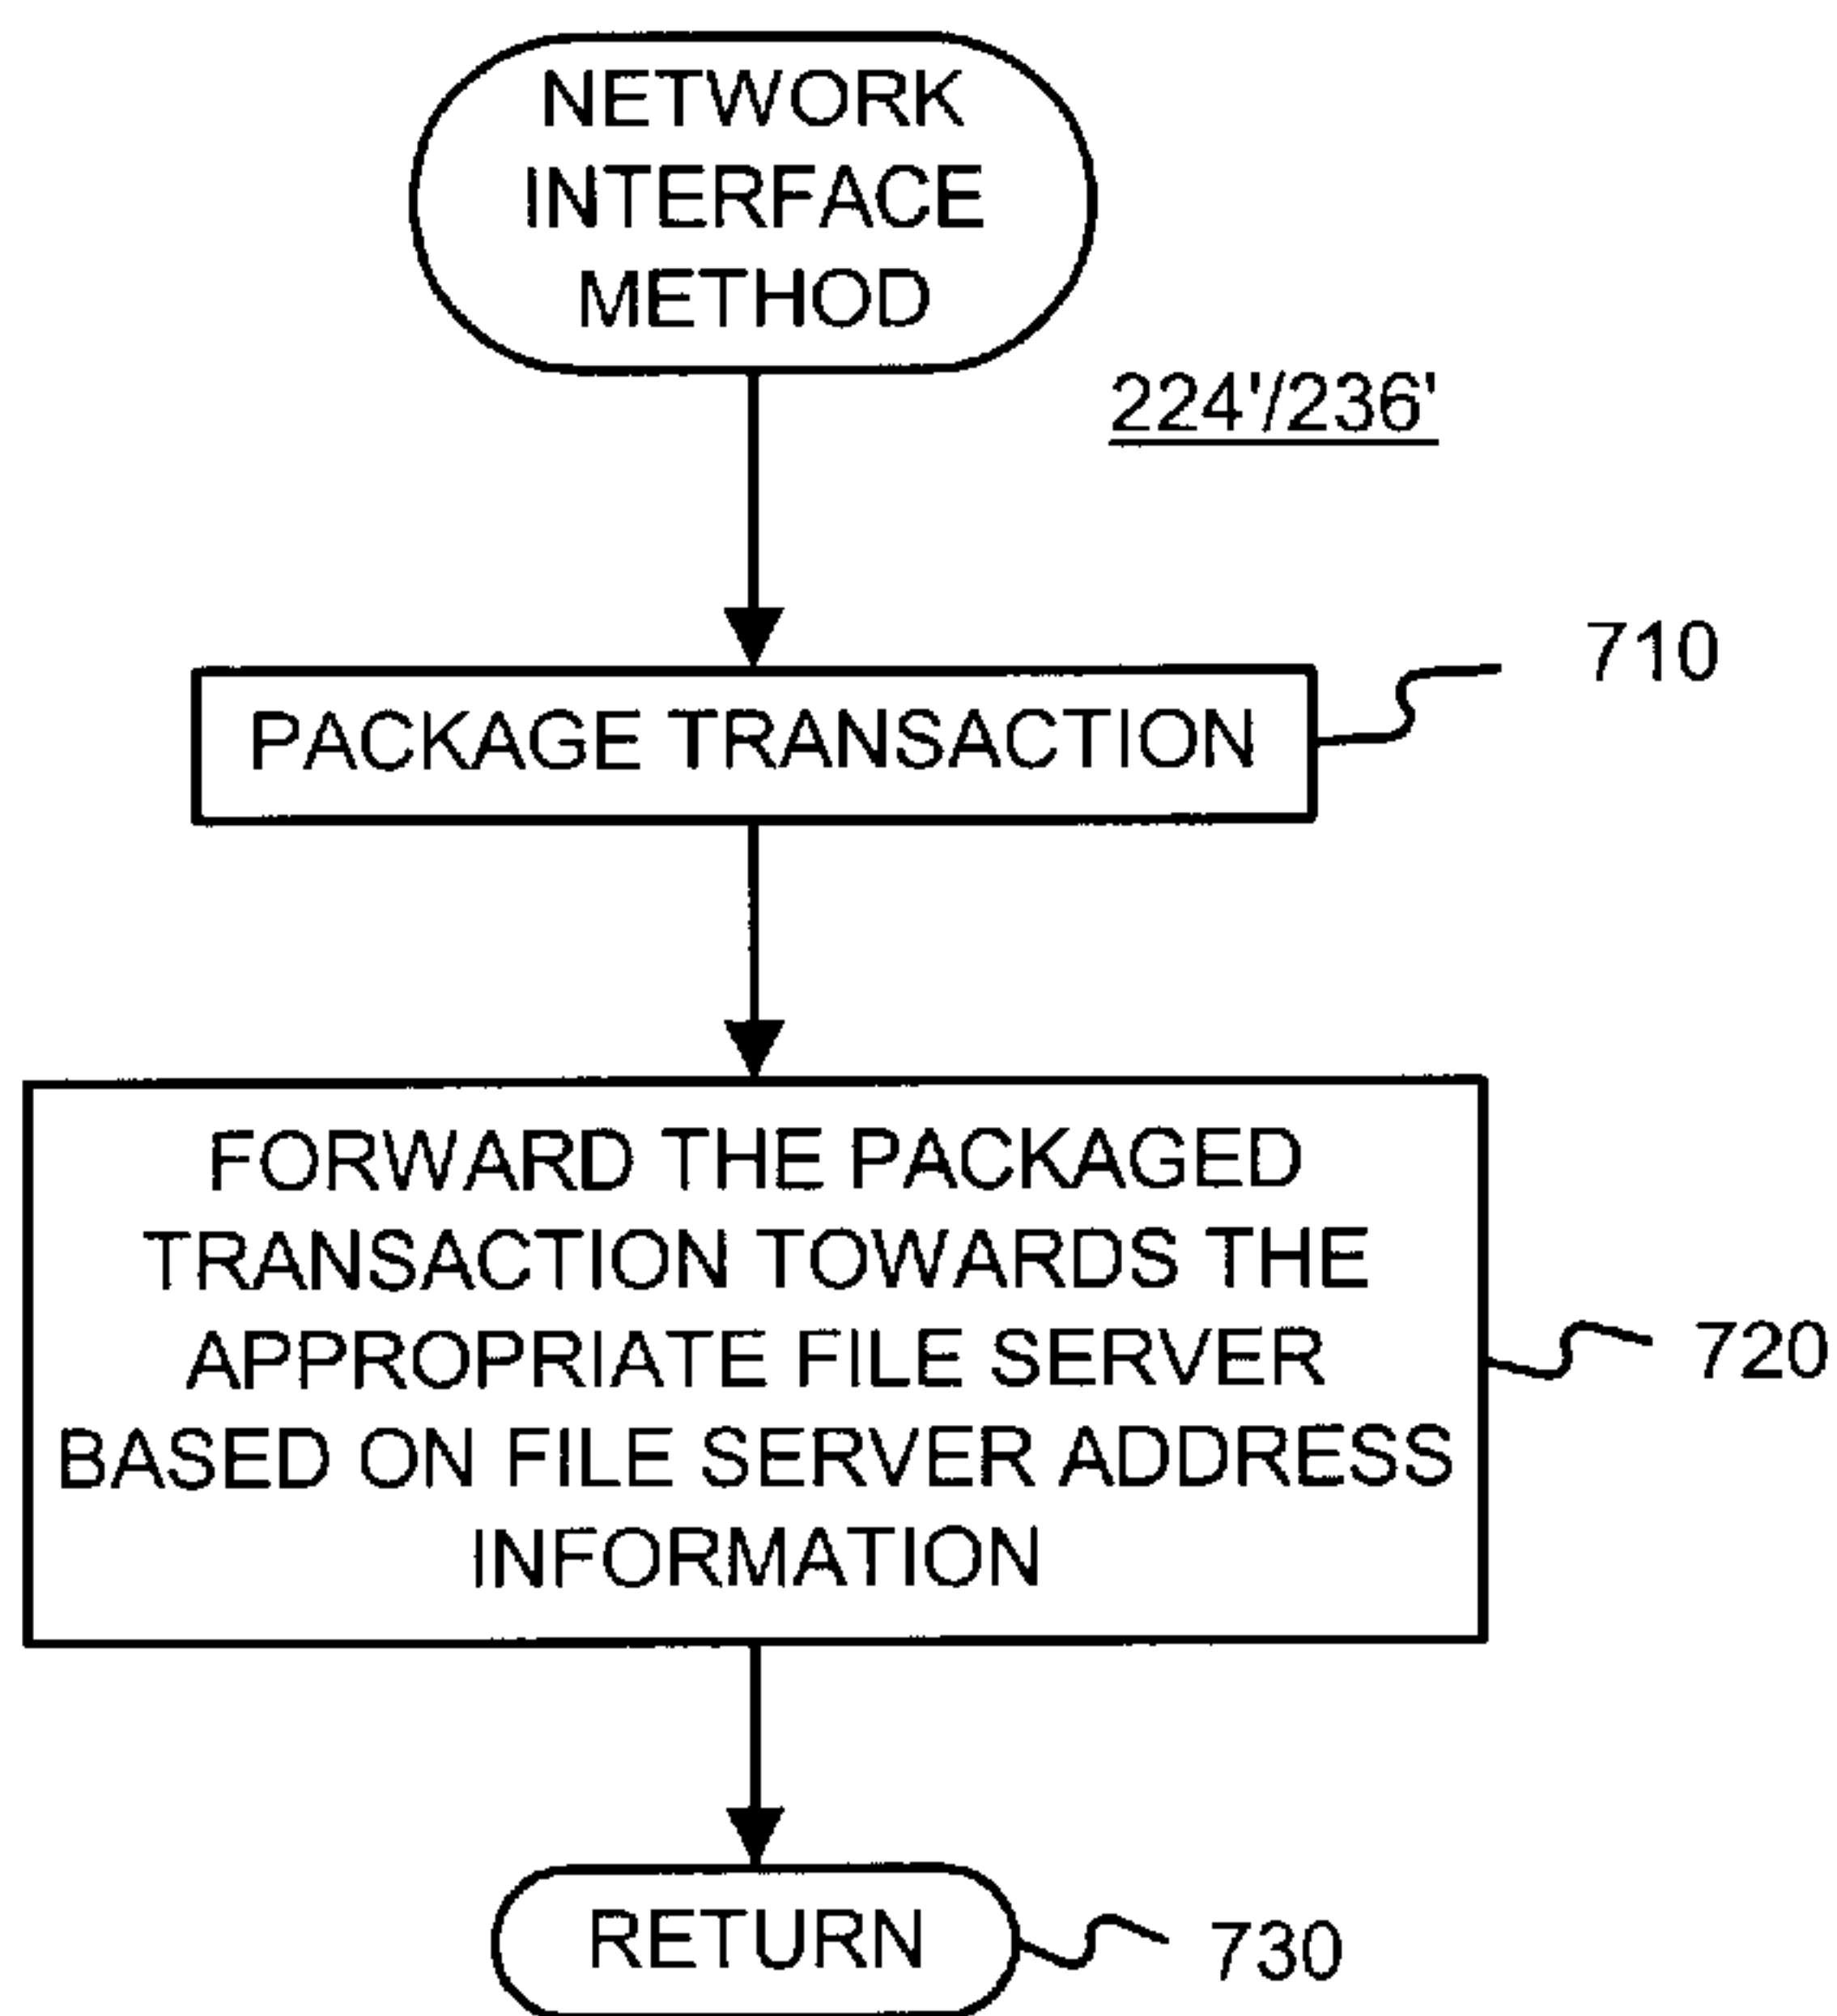 NETWORK
INTERFACE
METHOD
224'/236'
PACKAGE TRANSACTION
710
FORWARD THE PACKAGED
TRANSACTION TOWARDS THE
APPROPRIATE FILE SERVER
BASED ON FILE SERVER ADDRESS
INFORMATION
720
RETURN
730